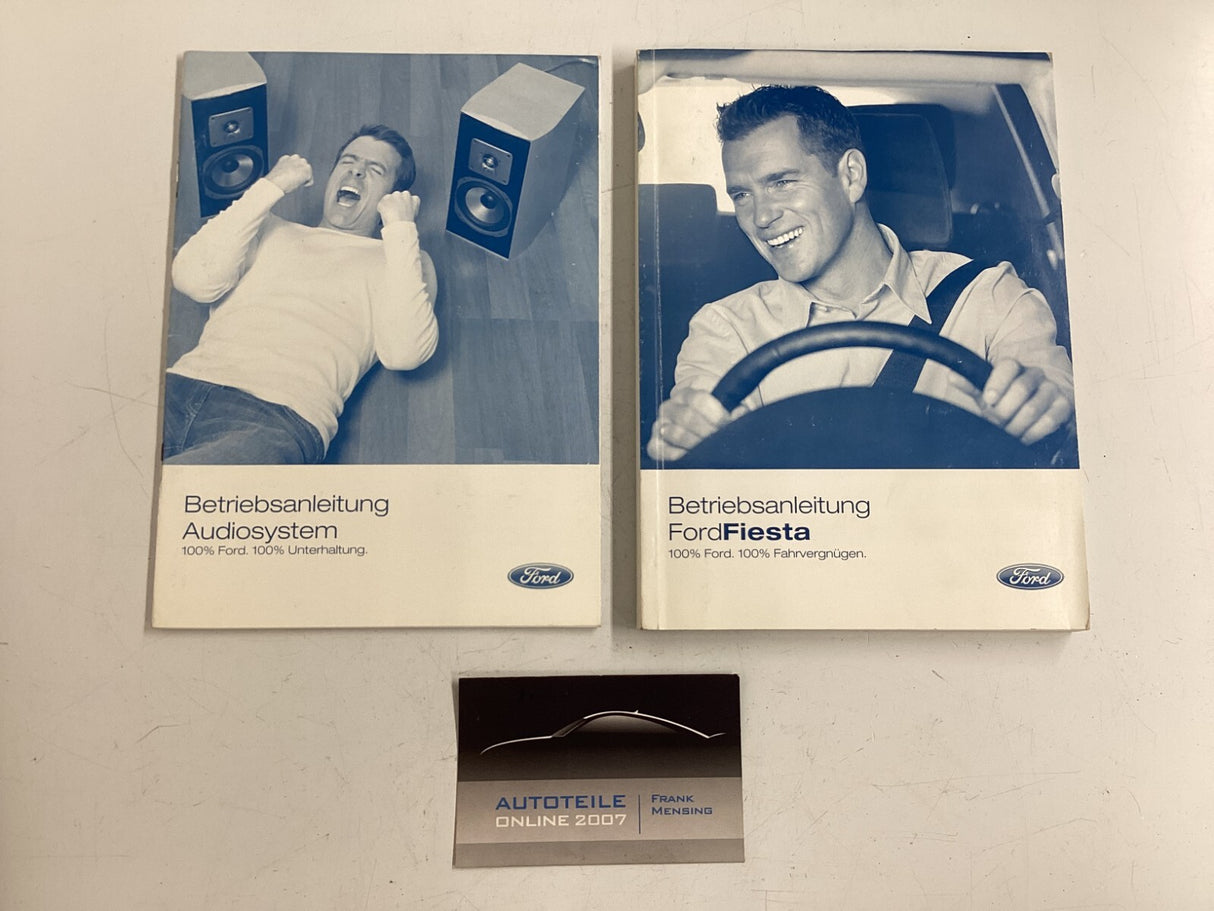 Betriebsanleitung
Audiosystem
100% Ford. 100% Unterhaltung.
Ford
Betriebsanleitung
FordFiesta
100% Ford. 100% Fahrvergnügen.
Ford
AUTOTEILE
ONLINE 2007
FRANK
MENSING